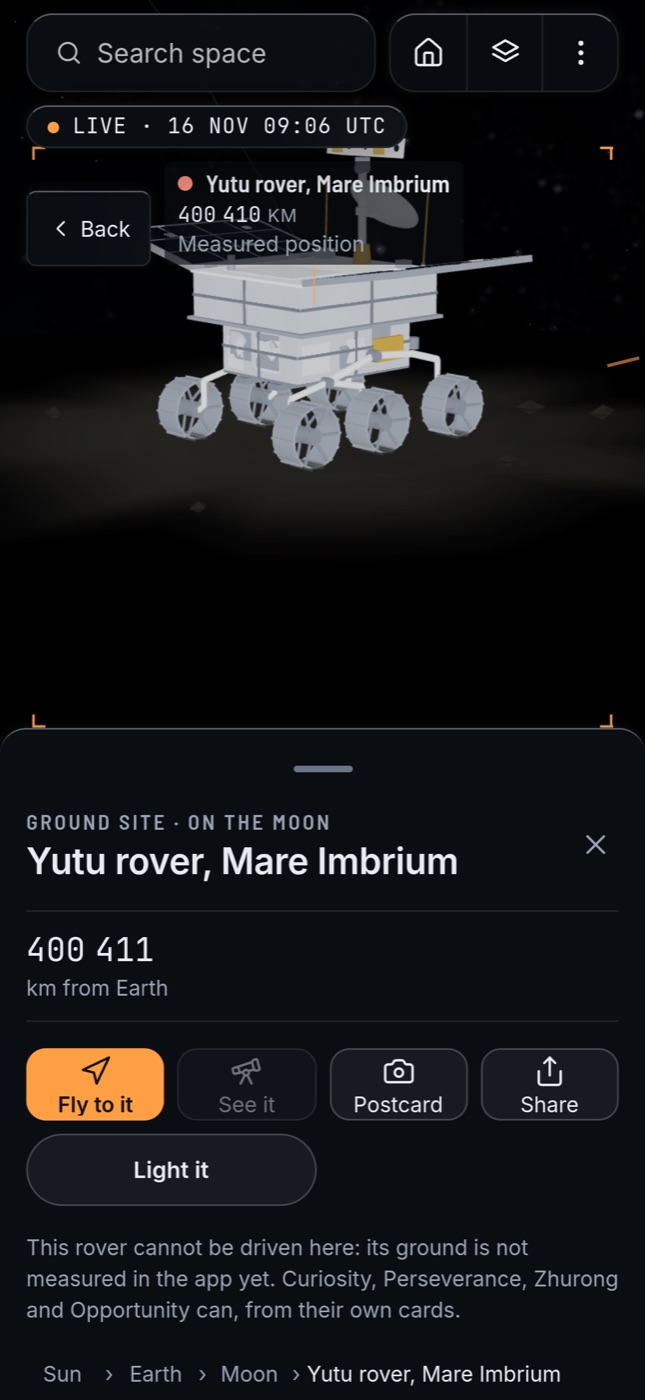 Search space
LIVE · 16 NOV 09:06 UTC
Yutu rover, Mare Imbrium
400 410 KM
Measured position
Back
GROUND SITE · ON THE MOON
Yutu rover, Mare Imbrium
400 411
km from Earth
Fly to it
See it
Postcard
Share
Light it
This rover cannot be driven here: its ground is not
measured in the app yet. Curiosity, Perseverance, Zhurong
and Opportunity can, from their own cards.
Sun › Earth › Moon › Yutu rover, Mare Imbrium